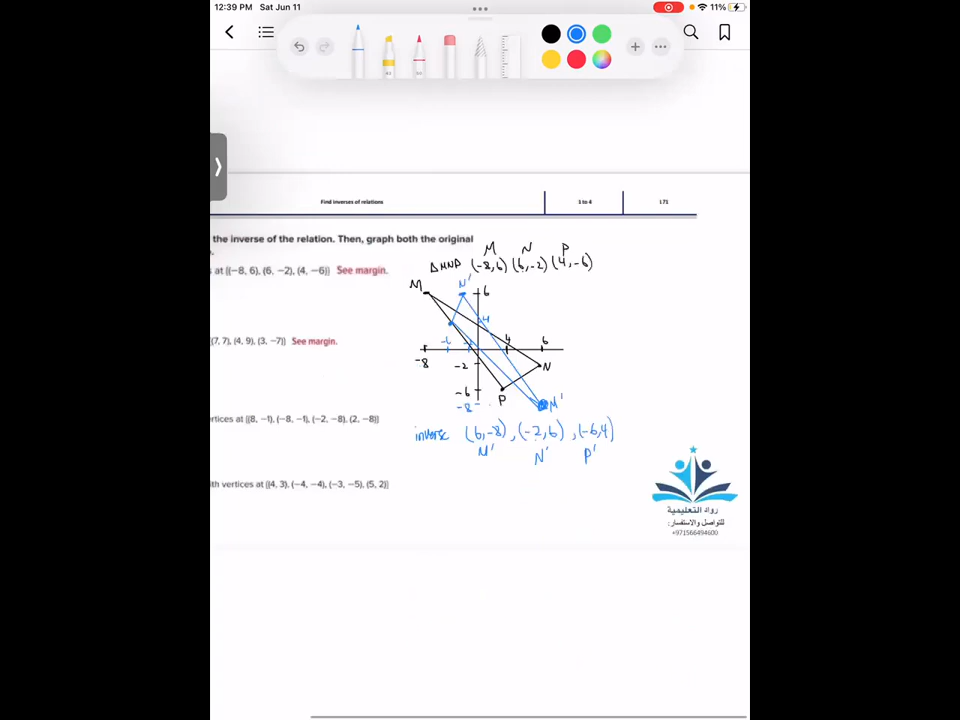 12:39 PM Sat Jun 11
11%
Find inverses of relations
1 to 4
171
the inverse of the relation. Then, graph both the original
s at {(−8, 6), (6, −2), (4, −6)} See margin.
M N P
ΔMNP (-8,6) (6,-2) (4,-6)
M
N'
6
4
(7, 7), (4, 9), (3, −7)} See margin.
-6
-2
4
6
-8
-2
N
-6
P
-8
M'
rtices at {(8, −1), (−8, −1), (−2, −8), (2, −8)}
inverse (6,-8), (-2,6), (-6,4)
M' N' P'
ith vertices at {(4, 3), (−4, −4), (−3, −5), (5, 2)}
رواد التعليمية
للتواصل والاستفسار:
+971566494600